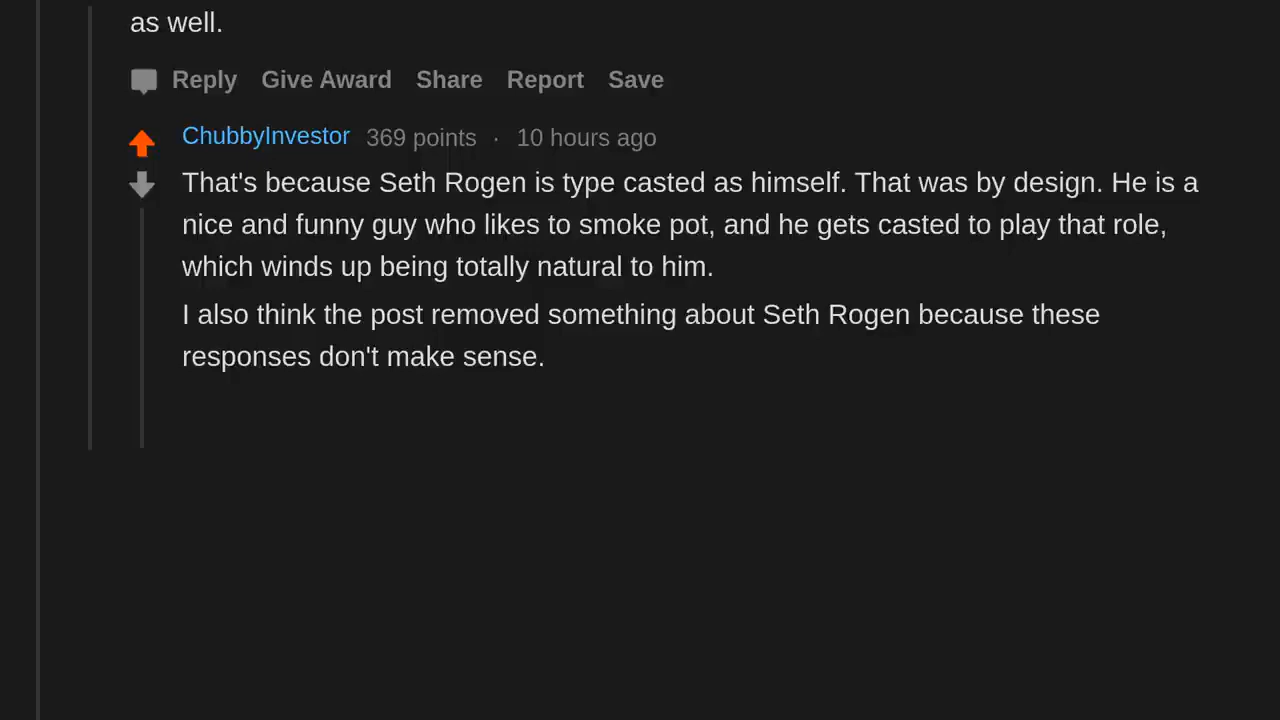 as well.
Reply Give Award Share Report Save
ChubbyInvestor 369 points · 10 hours ago
That's because Seth Rogen is type casted as himself. That was by design. He is a
nice and funny guy who likes to smoke pot, and he gets casted to play that role,
which winds up being totally natural to him.
I also think the post removed something about Seth Rogen because these
responses don't make sense.